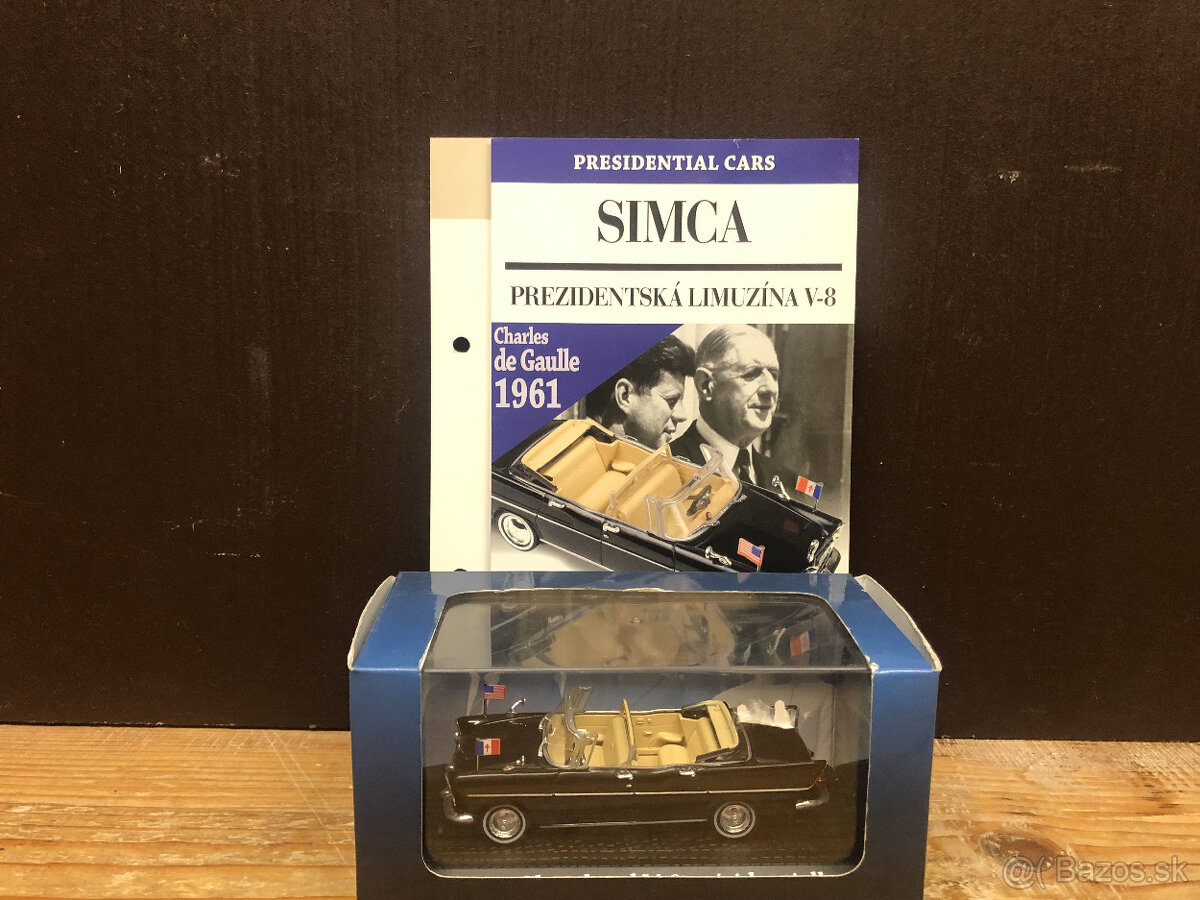 PRESIDENTIAL CARS
SIMCA
PREZIDENTSKÁ LIMUZÍNA V-8
Charles
de Gaulle
1961
@( Bazos.sk